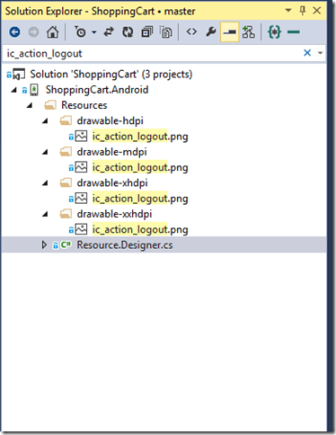 Solution Explorer - ShoppingCart • master
ic_action_logout
Solution 'ShoppingCart' (3 projects)
ShoppingCart.Android
Resources
drawable-hdpi
ic_action_logout.png
drawable-mdpi
ic_action_logout.png
drawable-xhdpi
ic_action_logout.png
drawable-xxhdpi
ic_action_logout.png
C# Resource.Designer.cs